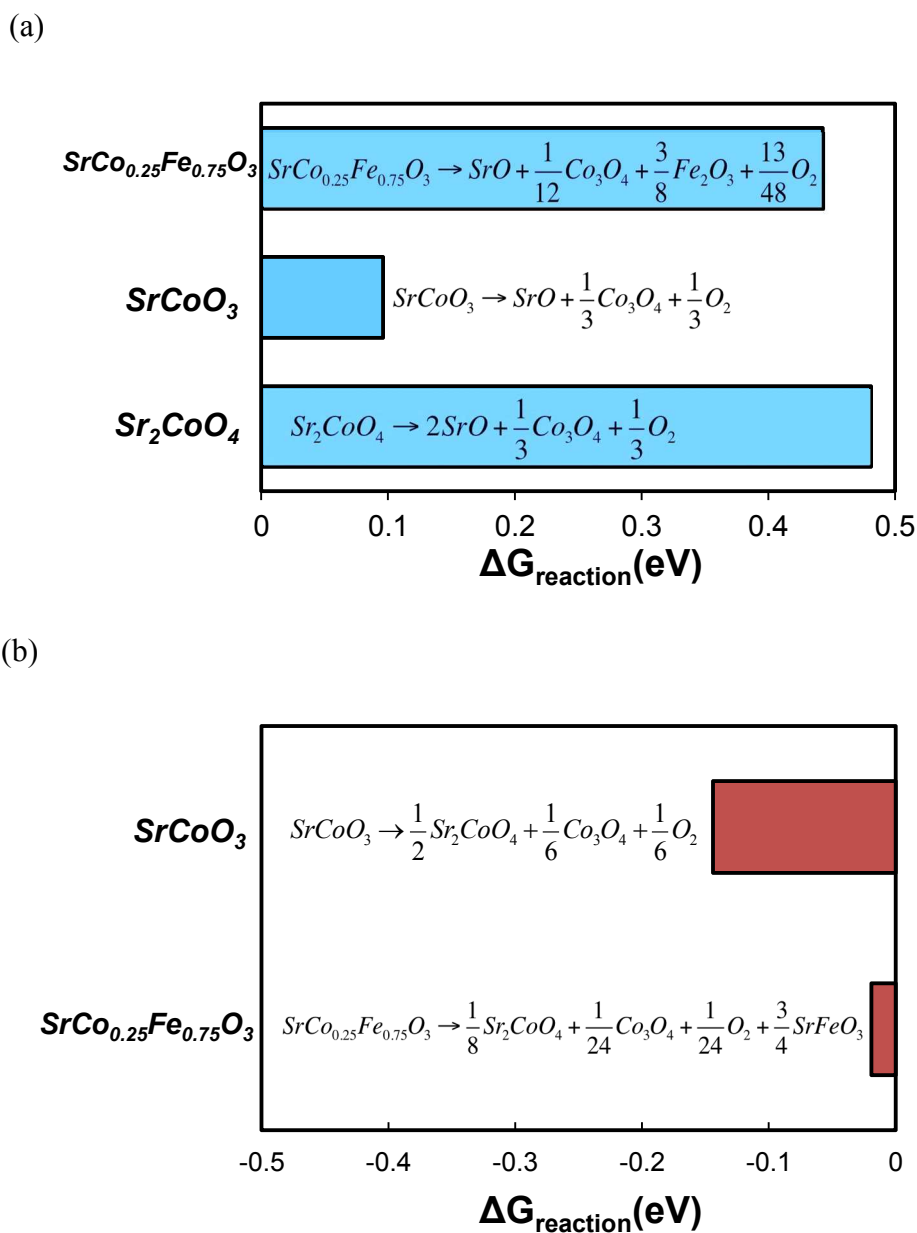 (a)
SrCo₀.₂₅Fe₀.₇₅O₃
SrCo₀.₂₅Fe₀.₇₅O₃ → SrO + 1/12 Co₃O₄ + 3/8 Fe₂O₃ + 13/48 O₂
SrCoO₃
SrCoO₃ → SrO + 1/3 Co₃O₄ + 1/3 O₂
Sr₂CoO₄
Sr₂CoO₄ → 2SrO + 1/3 Co₃O₄ + 1/3 O₂
0 0.1 0.2 0.3 0.4 0.5
ΔG_reaction(eV)
(b)
SrCoO₃
SrCoO₃ → 1/2 Sr₂CoO₄ + 1/6 Co₃O₄ + 1/6 O₂
SrCo₀.₂₅Fe₀.₇₅O₃
SrCo₀.₂₅Fe₀.₇₅O₃ → 1/8 Sr₂CoO₄ + 1/24 Co₃O₄ + 1/24 O₂ + 3/4 SrFeO₃
-0.5 -0.4 -0.3 -0.2 -0.1 0
ΔG_reaction(eV)